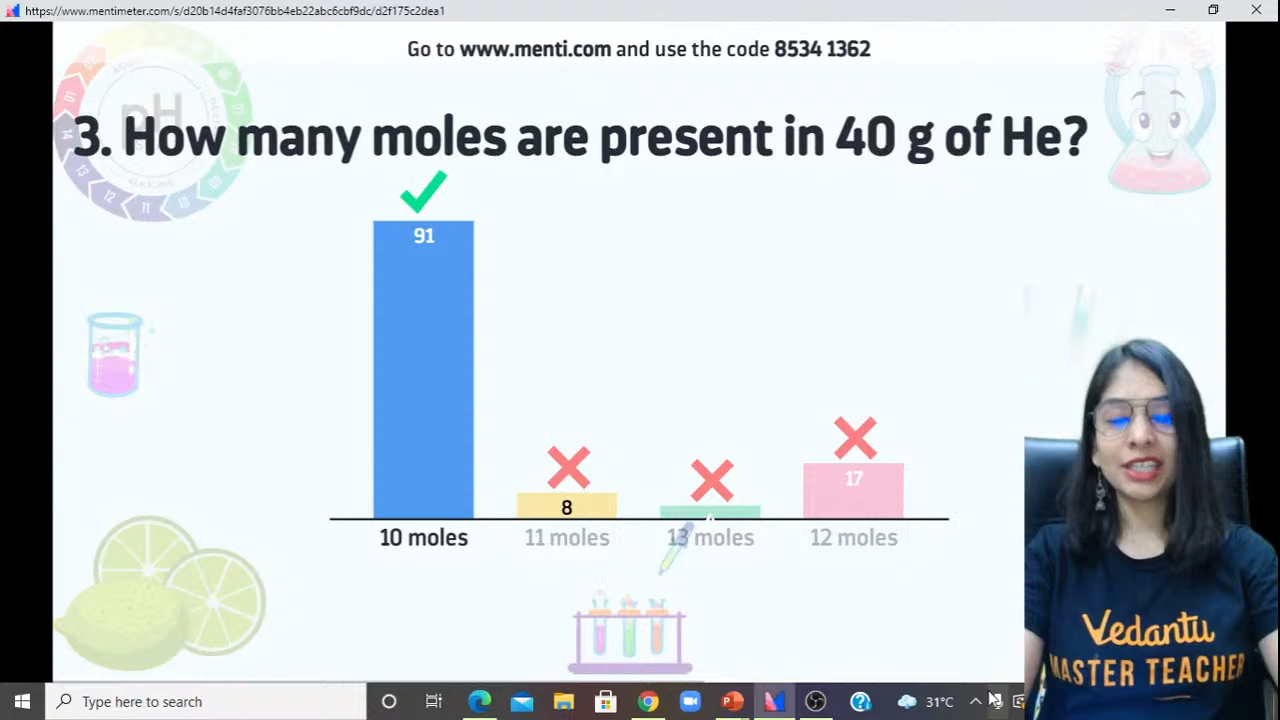 https://www.mentimeter.com/s/d20b14d4faf3076bb4eb22abc6cbf9dc/d2f175c2dea1
Go to www.menti.com and use the code 8534 1362
3. How many moles are present in 40 g of He?
pH
91
8
17
10 moles
11 moles
13 moles
12 moles
Vedantu
MASTER TEACHER
Type here to search
31°C